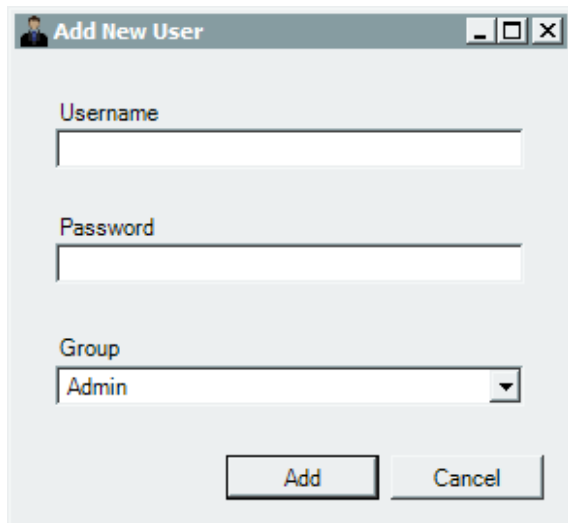 Add New User
Username
Password
Group
Admin
Add Cancel